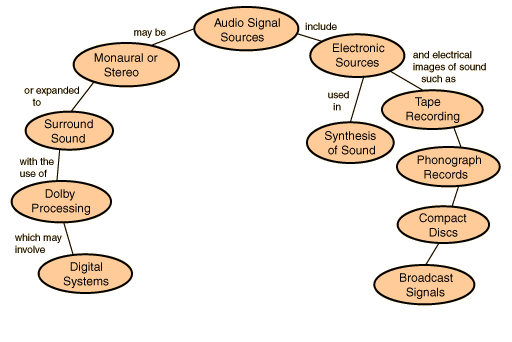 Audio Signal
Sources
may be
include
Monaural or
Stereo
Electronic
Sources
or expanded
to
used
in
and electrical
images of sound
such as
Surround
Sound
Synthesis
of Sound
Tape
Recording
with the
use of
Phonograph
Records
Dolby
Processing
Compact
Discs
which may
involve
Digital
Systems
Broadcast
Signals